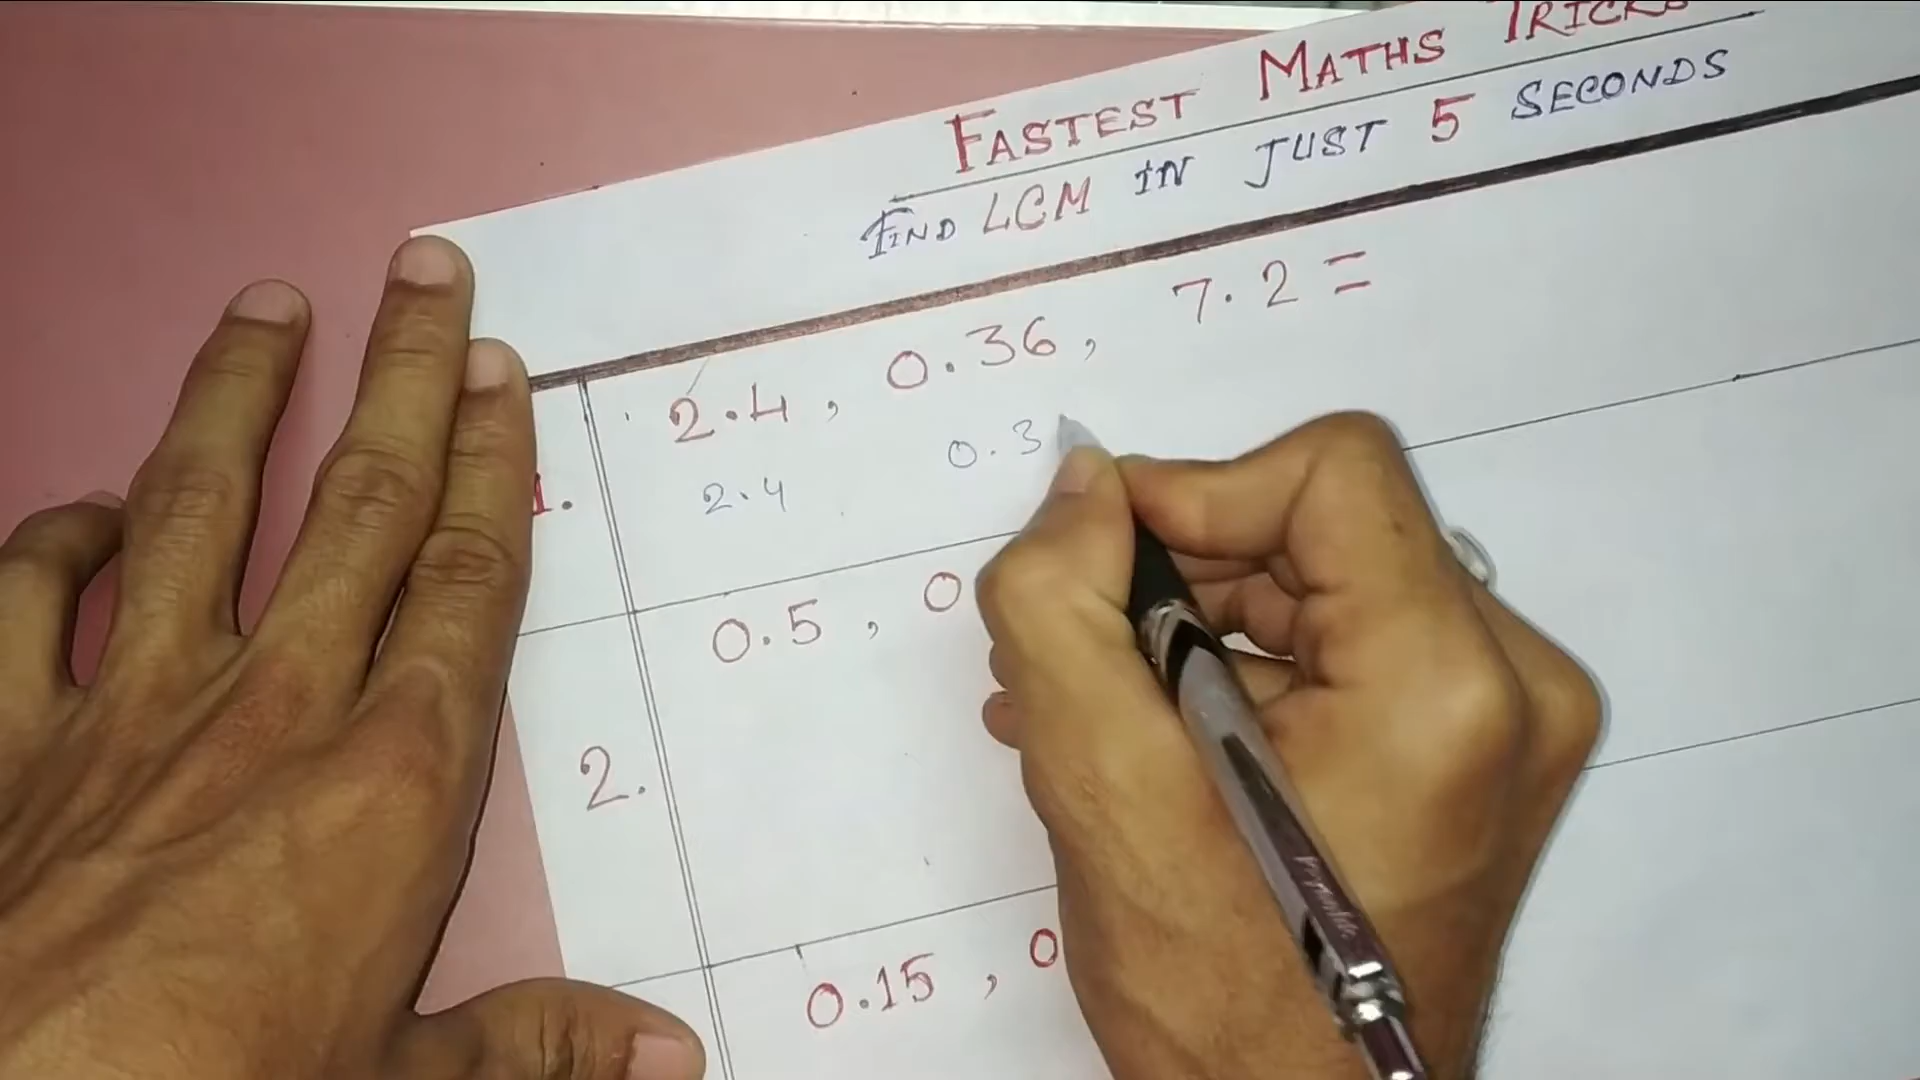 FASTEST MATHS TRICKS
FIND LCM IN JUST 5 SECONDS
1. 2.4, 0.36, 7.2 =
2.4 0.3
2. 0.5, 0
0.15, 0